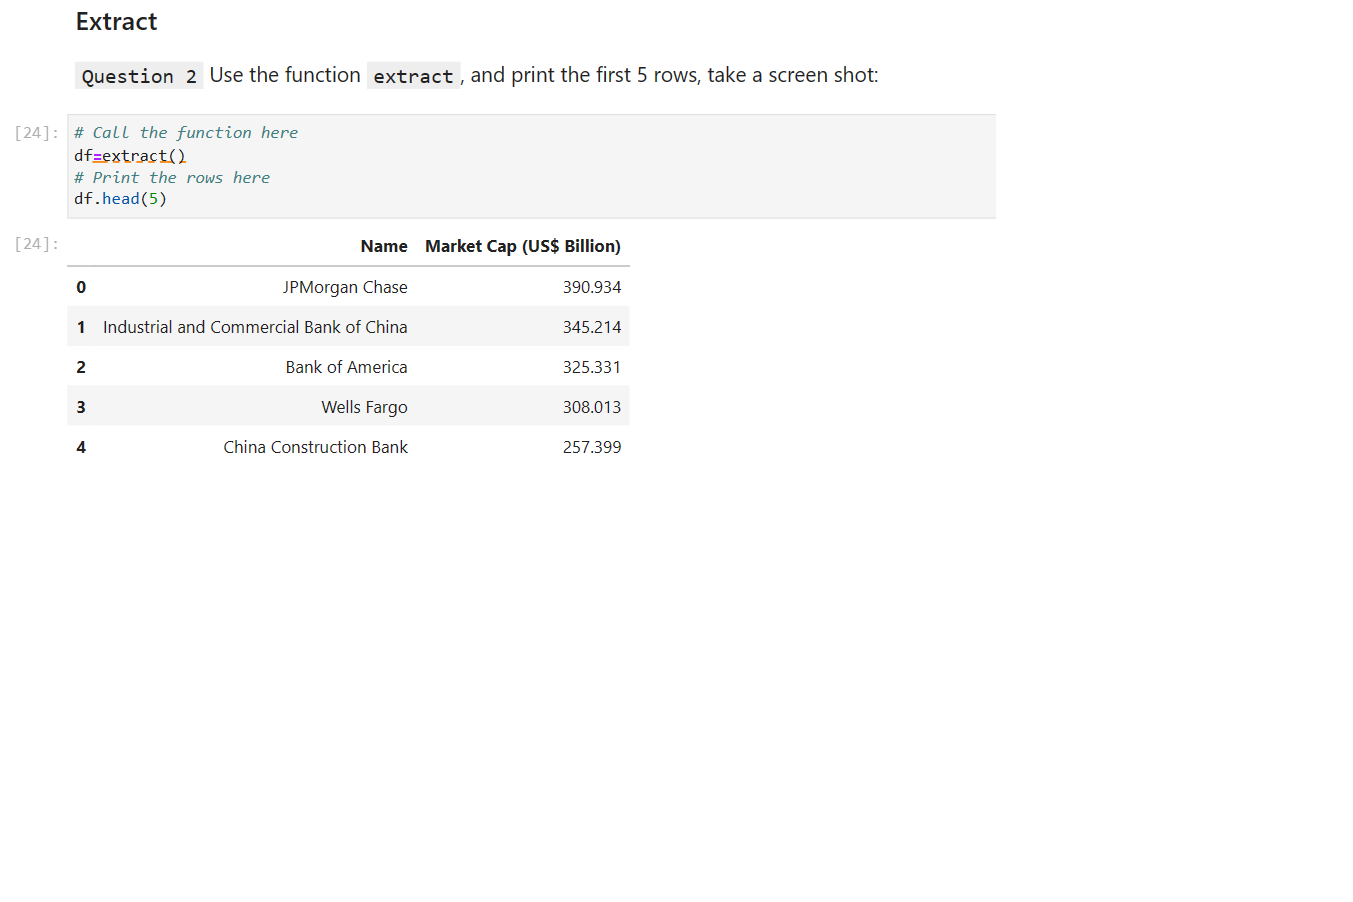 Extract
Question 2 Use the function extract, and print the first 5 rows, take a screen shot:
[24]: # Call the function here
df=extract()
# Print the rows here
df.head(5)
[24]: Name Market Cap (US$ Billion)
0 JPMorgan Chase 390.934
1 Industrial and Commercial Bank of China 345.214
2 Bank of America 325.331
3 Wells Fargo 308.013
4 China Construction Bank 257.399